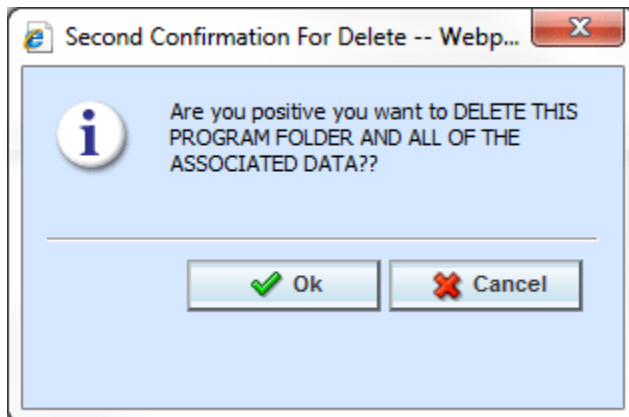 Second Confirmation For Delete -- Webp...
Are you positive you want to DELETE THIS
PROGRAM FOLDER AND ALL OF THE
ASSOCIATED DATA??
Ok
Cancel